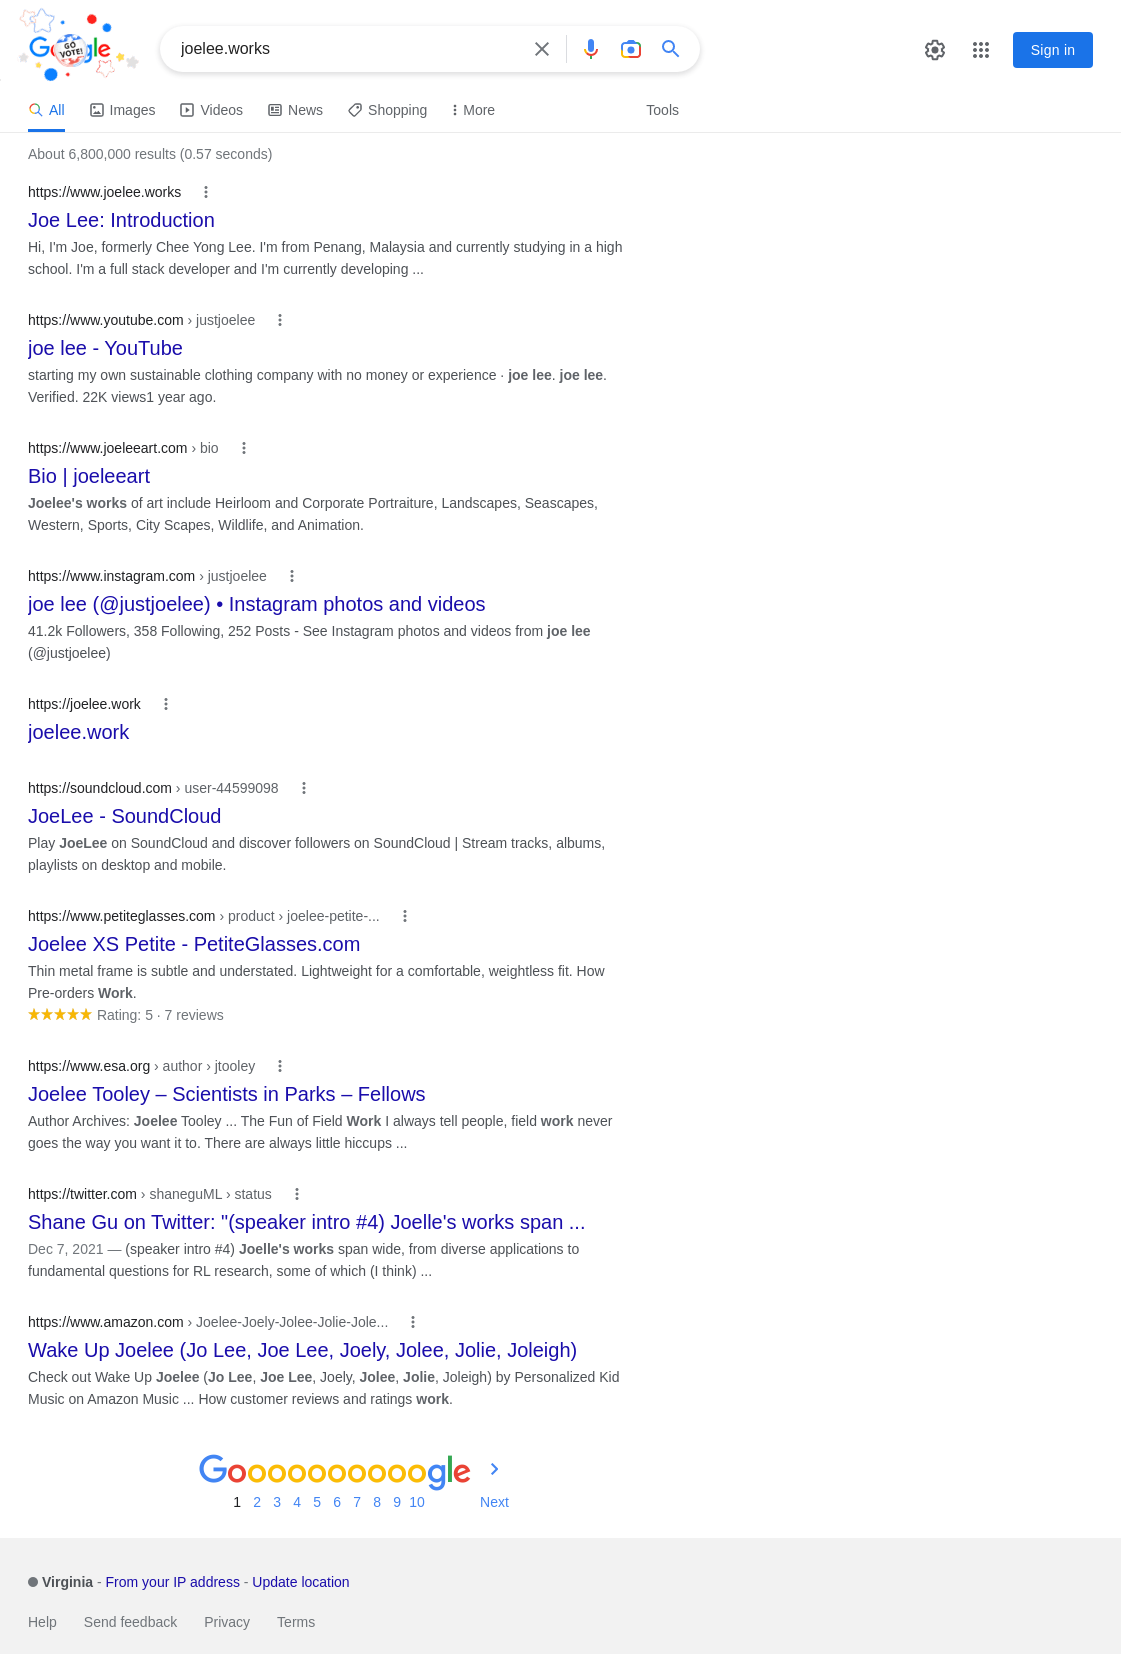 GO VOTE!
joelee.works
Sign in
All Images Videos News Shopping More Tools
About 6,800,000 results (0.57 seconds)
https://www.joelee.works
Joe Lee: Introduction
Hi, I'm Joe, formerly Chee Yong Lee. I'm from Penang, Malaysia and currently studying in a high
school. I'm a full stack developer and I'm currently developing ...
https://www.youtube.com › justjoelee
joe lee - YouTube
starting my own sustainable clothing company with no money or experience · joe lee. joe lee.
Verified. 22K views1 year ago.
https://www.joeleeart.com › bio
Bio | joeleeart
Joelee's works of art include Heirloom and Corporate Portraiture, Landscapes, Seascapes,
Western, Sports, City Scapes, Wildlife, and Animation.
https://www.instagram.com › justjoelee
joe lee (@justjoelee) • Instagram photos and videos
41.2k Followers, 358 Following, 252 Posts - See Instagram photos and videos from joe lee
(@justjoelee)
https://joelee.work
joelee.work
https://soundcloud.com › user-44599098
JoeLee - SoundCloud
Play JoeLee on SoundCloud and discover followers on SoundCloud | Stream tracks, albums,
playlists on desktop and mobile.
https://www.petiteglasses.com › product › joelee-petite-...
Joelee XS Petite - PetiteGlasses.com
Thin metal frame is subtle and understated. Lightweight for a comfortable, weightless fit. How
Pre-orders Work.
Rating: 5 · 7 reviews
https://www.esa.org › author › jtooley
Joelee Tooley – Scientists in Parks – Fellows
Author Archives: Joelee Tooley ... The Fun of Field Work I always tell people, field work never
goes the way you want it to. There are always little hiccups ...
https://twitter.com › shaneguML › status
Shane Gu on Twitter: "(speaker intro #4) Joelle's works span ...
Dec 7, 2021 — (speaker intro #4) Joelle's works span wide, from diverse applications to
fundamental questions for RL research, some of which (I think) ...
https://www.amazon.com › Joelee-Joely-Jolee-Jolie-Jole...
Wake Up Joelee (Jo Lee, Joe Lee, Joely, Jolee, Jolie, Joleigh)
Check out Wake Up Joelee (Jo Lee, Joe Lee, Joely, Jolee, Jolie, Joleigh) by Personalized Kid
Music on Amazon Music ... How customer reviews and ratings work.
Goooooooooogle
1 2 3 4 5 6 7 8 9 10 Next
Virginia - From your IP address - Update location
Help Send feedback Privacy Terms